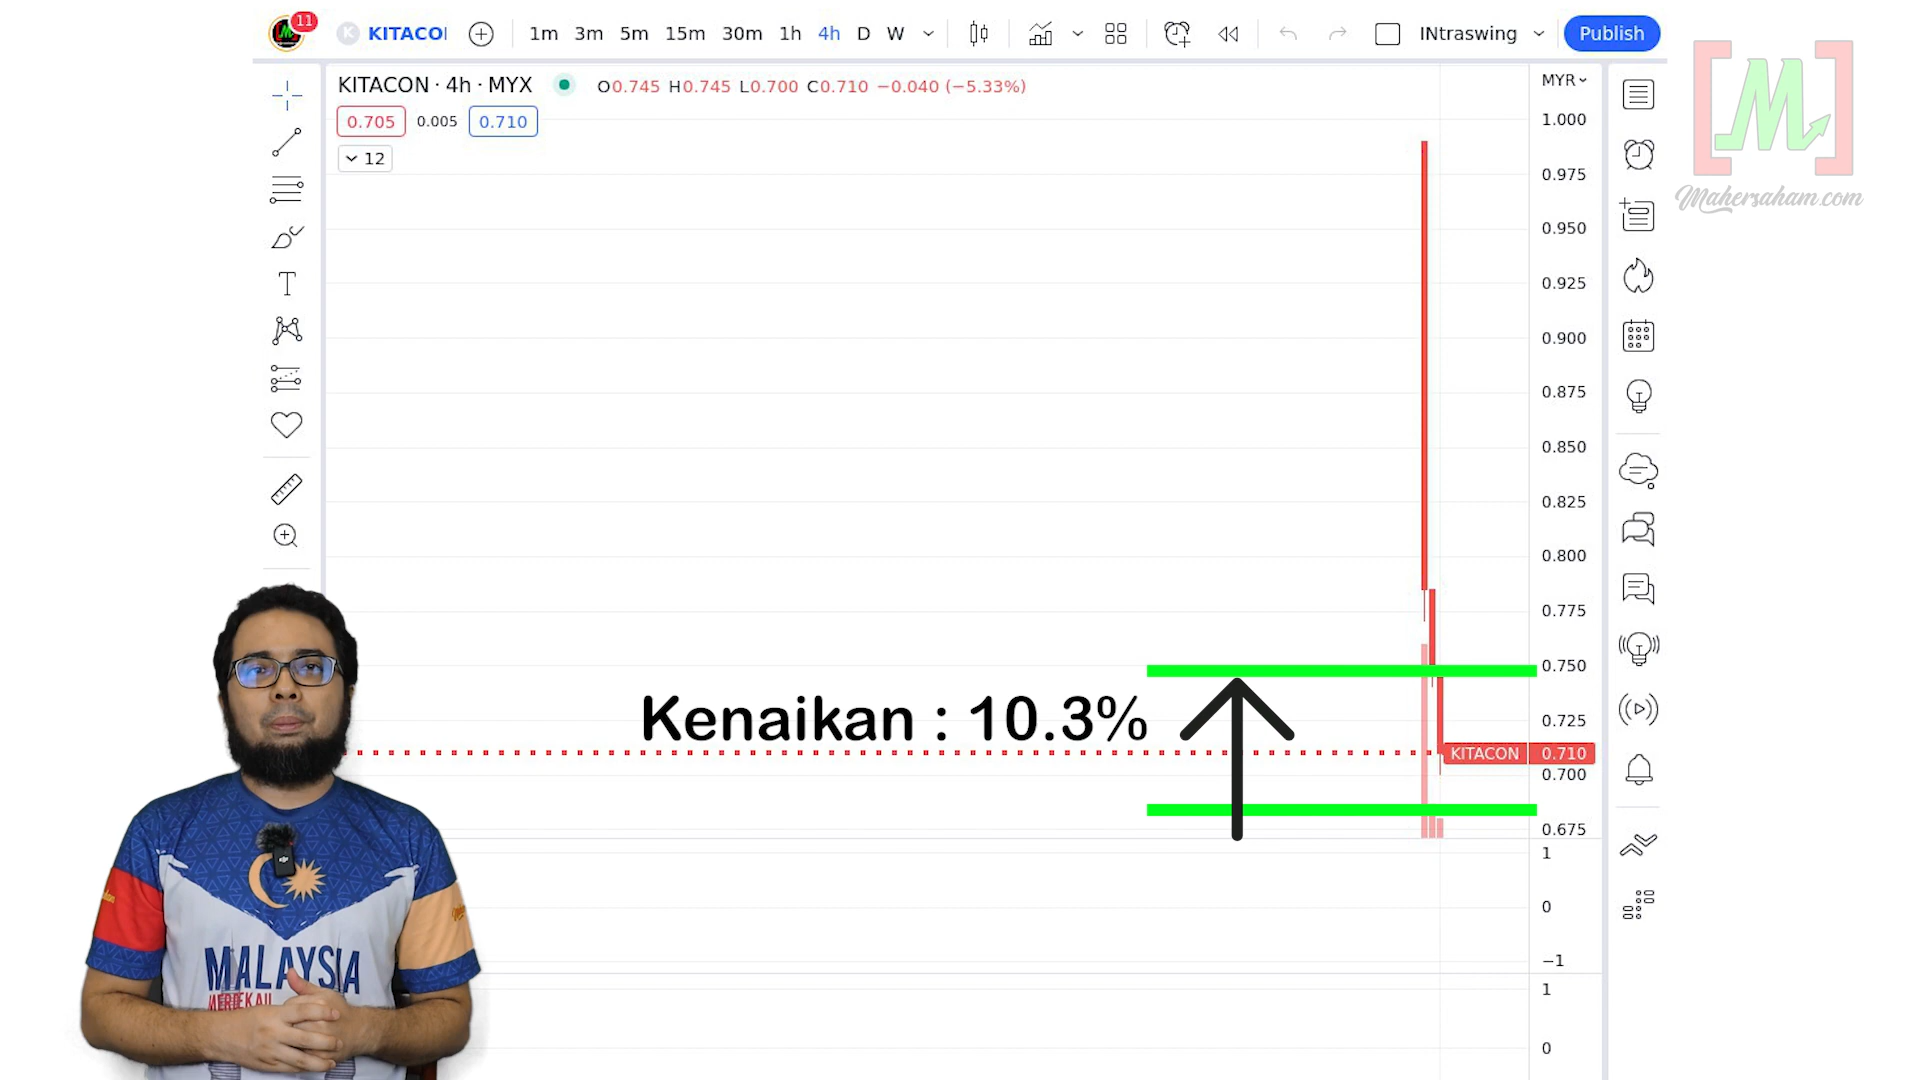 11
K KITACO
1m 3m 5m 15m 30m 1h 4h D W
INtraswing
Publish
KITACON · 4h · MYX
O0.745 H0.745 L0.700 C0.710 −0.040 (−5.33%)
MYR
0.705 0.005 0.710
12
1.000
0.975
0.950
0.925
0.900
0.875
0.850
0.825
0.800
0.775
0.750
0.725
Kenaikan : 10.3%
KITACON 0.710
0.700
0.675
1
0
−1
1
0
[M]
Mahersaham.com
MALAYSIA
MERDEKA